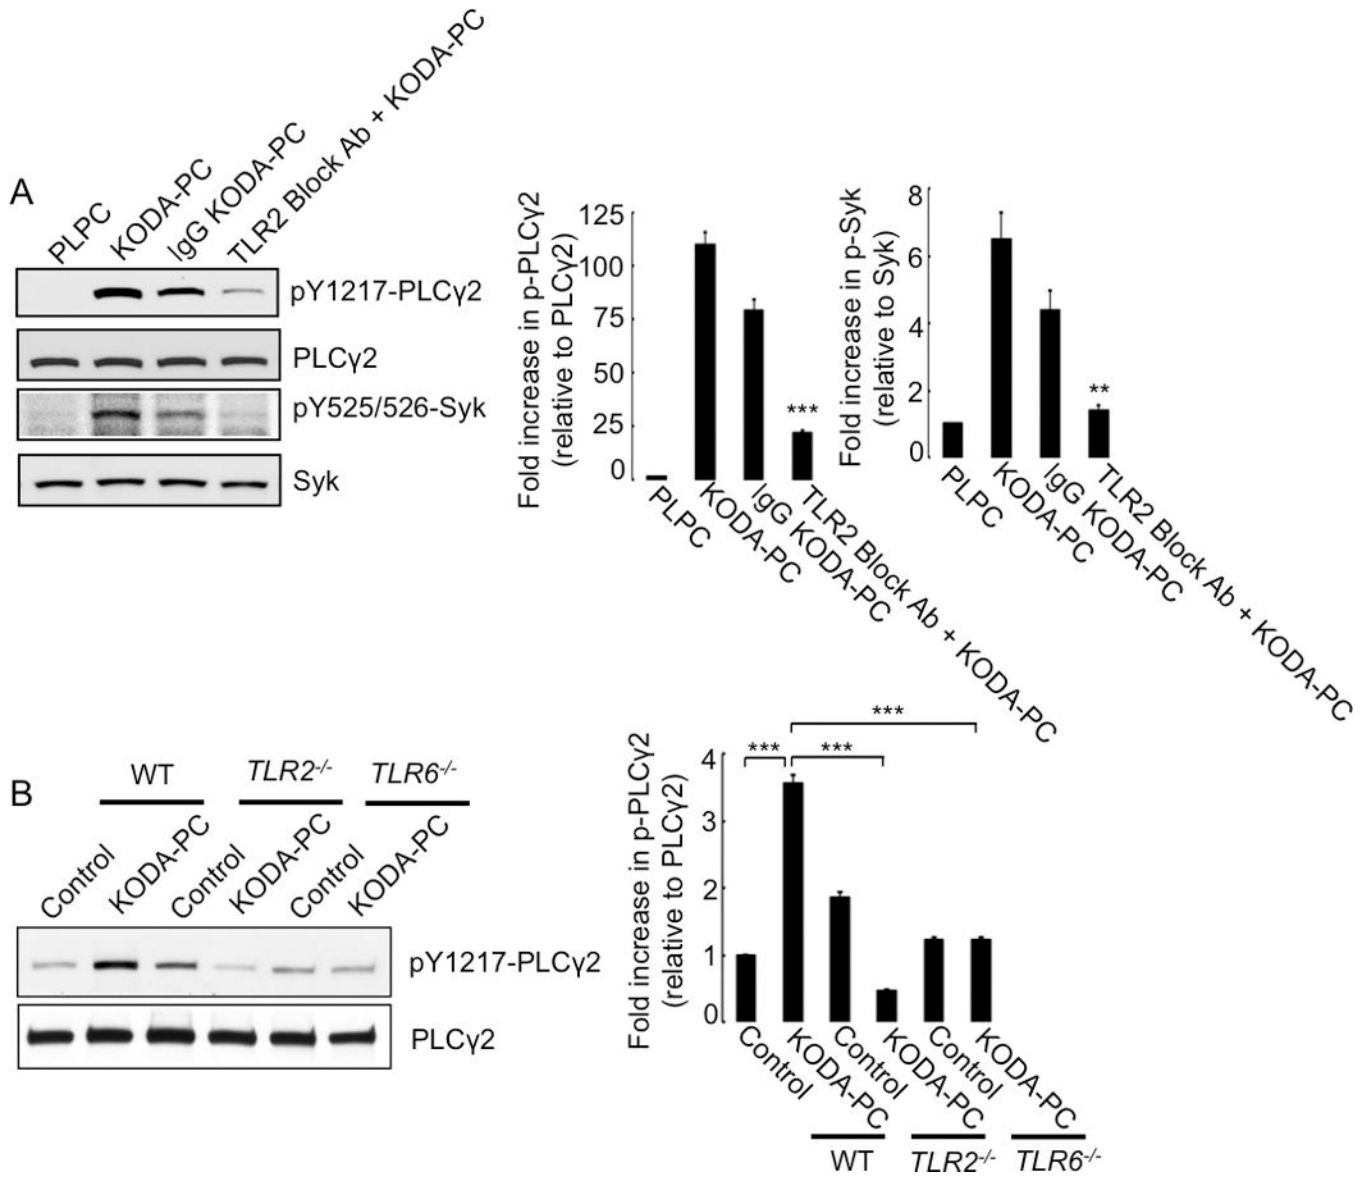 A
PLPC
KODA-PC
IgG KODA-PC
TLR2 Block Ab + KODA-PC
pY1217-PLCγ2
PLCγ2
pY525/526-Syk
Syk
Fold increase in p-PLCγ2
(relative to PLCγ2)
125
100
75
50
25
0
***
PLPC
KODA-PC
IgG KODA-PC
TLR2 Block Ab + KODA-PC
Fold increase in p-Syk
(relative to Syk)
8
6
4
2
0
**
PLPC
KODA-PC
IgG KODA-PC
TLR2 Block Ab + KODA-PC
B
WT
TLR2-/-
TLR6-/-
Control
KODA-PC
Control
KODA-PC
Control
KODA-PC
pY1217-PLCγ2
PLCγ2
Fold increase in p-PLCγ2
(relative to PLCγ2)
4
3
2
1
0
***
***
***
Control
KODA-PC
Control
KODA-PC
Control
KODA-PC
WT
TLR2-/-
TLR6-/-